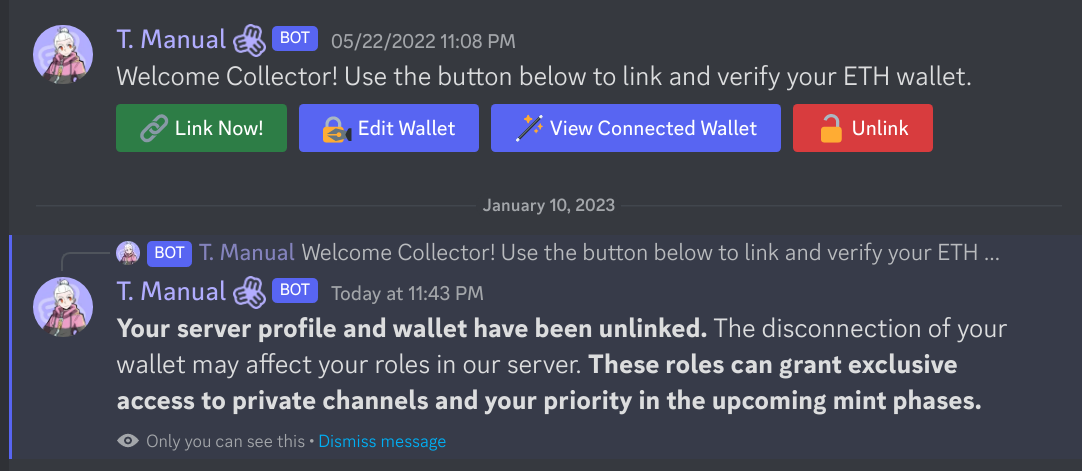 T. Manual BOT 05/22/2022 11:08 PM
Welcome Collector! Use the button below to link and verify your ETH wallet.
Link Now! Edit Wallet View Connected Wallet Unlink
January 10, 2023
BOT T. Manual Welcome Collector! Use the button below to link and verify your ETH ...
T. Manual BOT Today at 11:43 PM
Your server profile and wallet have been unlinked. The disconnection of your
wallet may affect your roles in our server. These roles can grant exclusive
access to private channels and your priority in the upcoming mint phases.
Only you can see this • Dismiss message